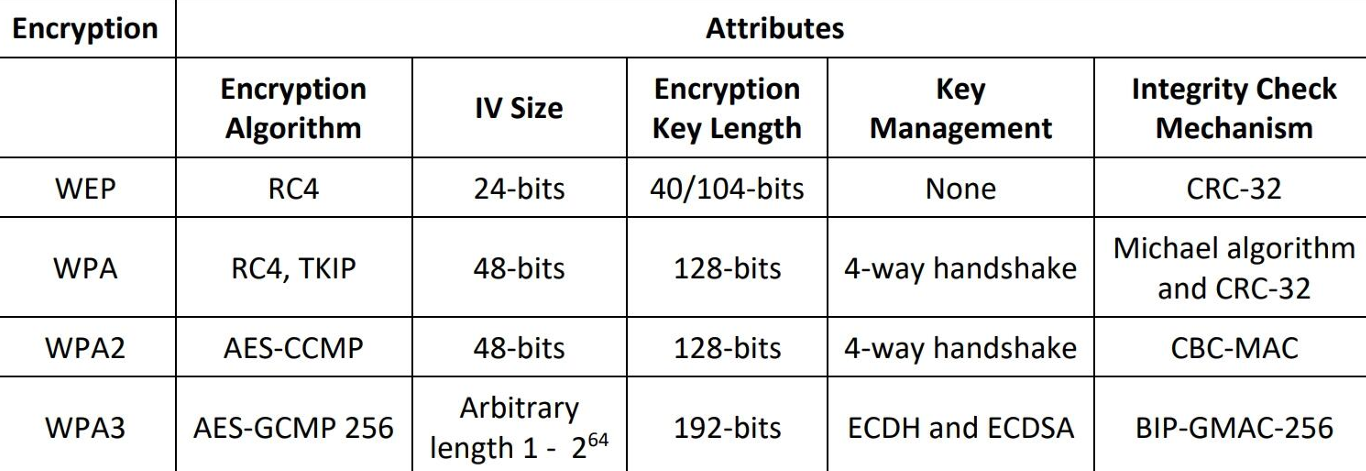 Encryption Attributes
Encryption Algorithm IV Size Encryption Key Length Key Management Integrity Check Mechanism
WEP RC4 24-bits 40/104-bits None CRC-32
WPA RC4, TKIP 48-bits 128-bits 4-way handshake Michael algorithm and CRC-32
WPA2 AES-CCMP 48-bits 128-bits 4-way handshake CBC-MAC
WPA3 AES-GCMP 256 Arbitrary length 1 - 2⁶⁴ 192-bits ECDH and ECDSA BIP-GMAC-256